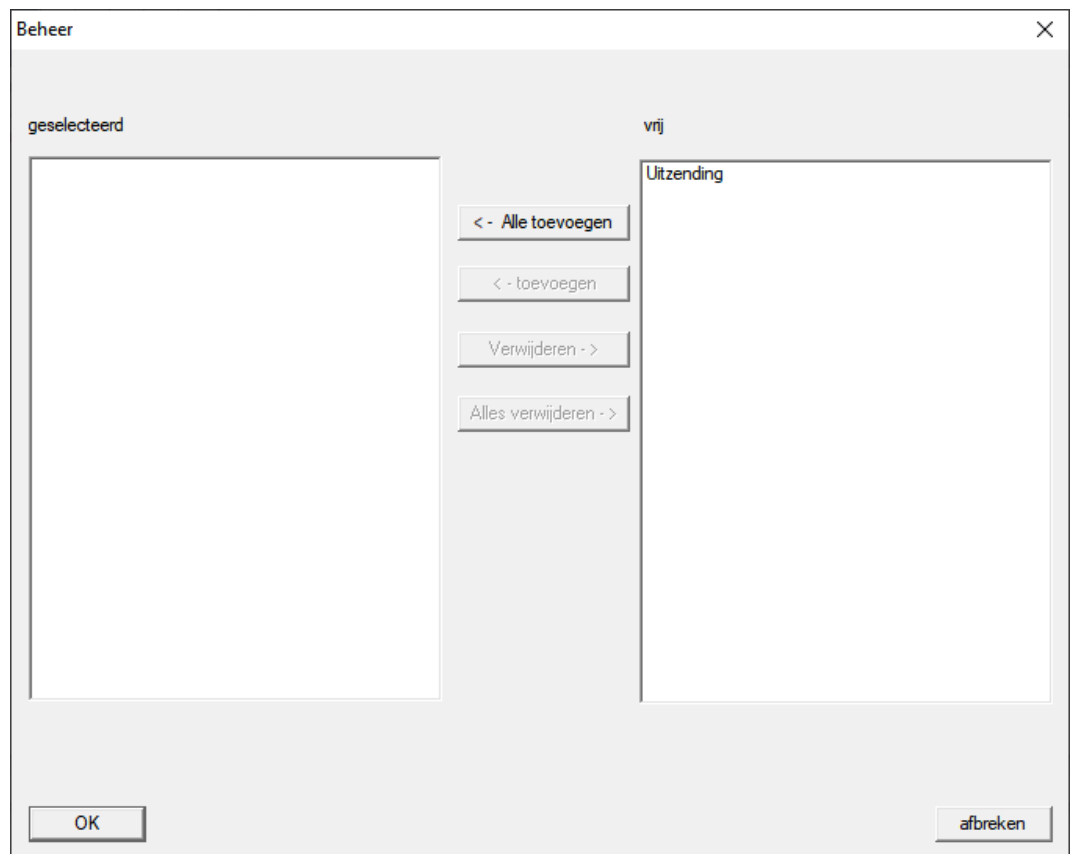 Beheer
geselecteerd
vrij
Uitzending
< - Alle toevoegen
< - toevoegen
Verwijderen - >
Alles verwijderen - >
OK
afbreken